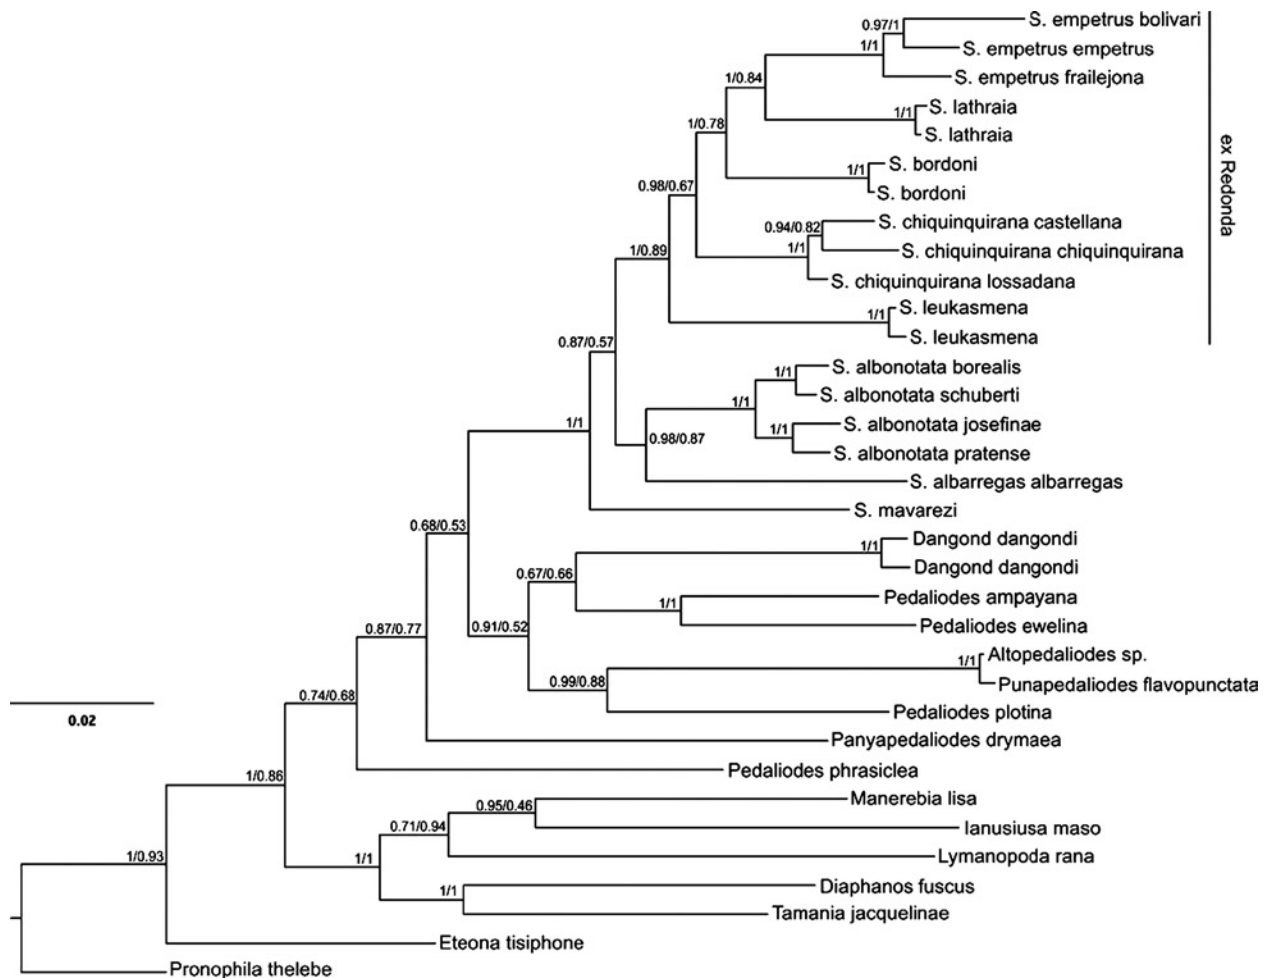 S. empetrus bolivari
0.97/1
S. empetrus empetrus
1/1
S. empetrus frailejona
1/0.84
S. lathraia
1/1
S. lathraia
1/0.78
S. bordoni
1/1
S. bordoni
0.98/0.67
S. chiquinquirana castellana
0.94/0.82
S. chiquinquirana chiquinquirana
1/1
S. chiquinquirana lossadana
1/0.89
S. leukasmena
1/1
S. leukasmena
ex Redonda
0.87/0.57
S. albonotata borealis
1/1
S. albonotata schuberti
1/1
S. albonotata josefinae
1/1
S. albonotata pratense
0.98/0.87
S. albarregas albarregas
1/1
S. mavarezi
0.68/0.53
Dangond dangondi
1/1
Dangond dangondi
0.67/0.66
Pedaliodes ampayana
1/1
Pedaliodes ewelina
0.91/0.52
Altopedaliodes sp.
1/1
Punapedaliodes flavopunctata
0.99/0.88
Pedaliodes plotina
0.87/0.77
Panyapedaliodes drymaea
0.74/0.68
Pedaliodes phrasiclea
0.02
1/0.86
Manerebia lisa
0.95/0.46
Ianusiusa maso
0.71/0.94
Lymanopoda rana
1/1
Diaphanos fuscus
1/1
Tamania jacquelinae
1/0.93
Eteona tisiphone
Pronophila thelebe